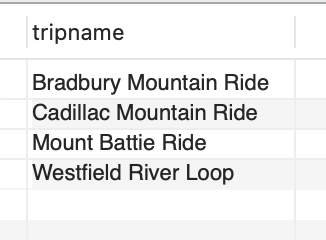 tripname
Bradbury Mountain Ride
Cadillac Mountain Ride
Mount Battie Ride
Westfield River Loop